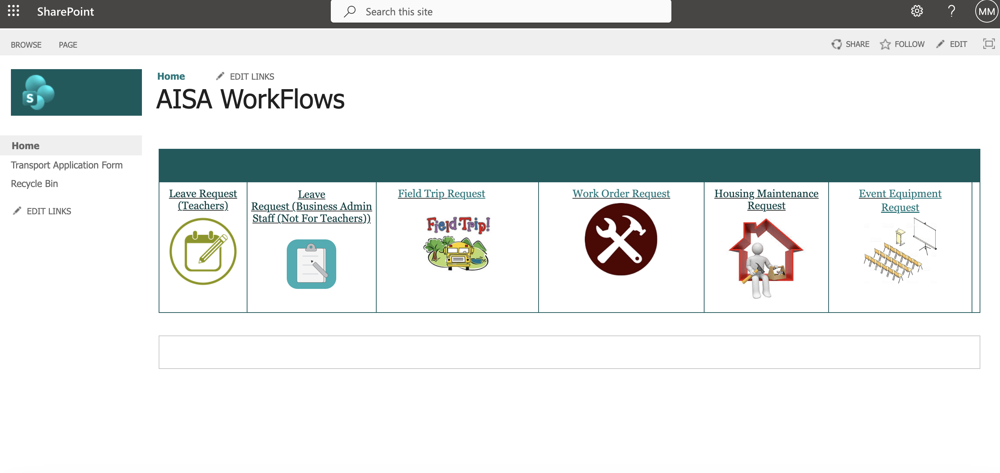 SharePoint
Search this site
MM
BROWSE
PAGE
SHARE
FOLLOW
EDIT
S
Home
EDIT LINKS
AISA WorkFlows
Home
Transport Application Form
Recycle Bin
EDIT LINKS
Leave Request
(Teachers)
Leave
Request (Business Admin
Staff (Not For Teachers))
Field Trip Request
Field·Trip!
Work Order Request
Housing Maintenance
Request
Event Equipment
Request